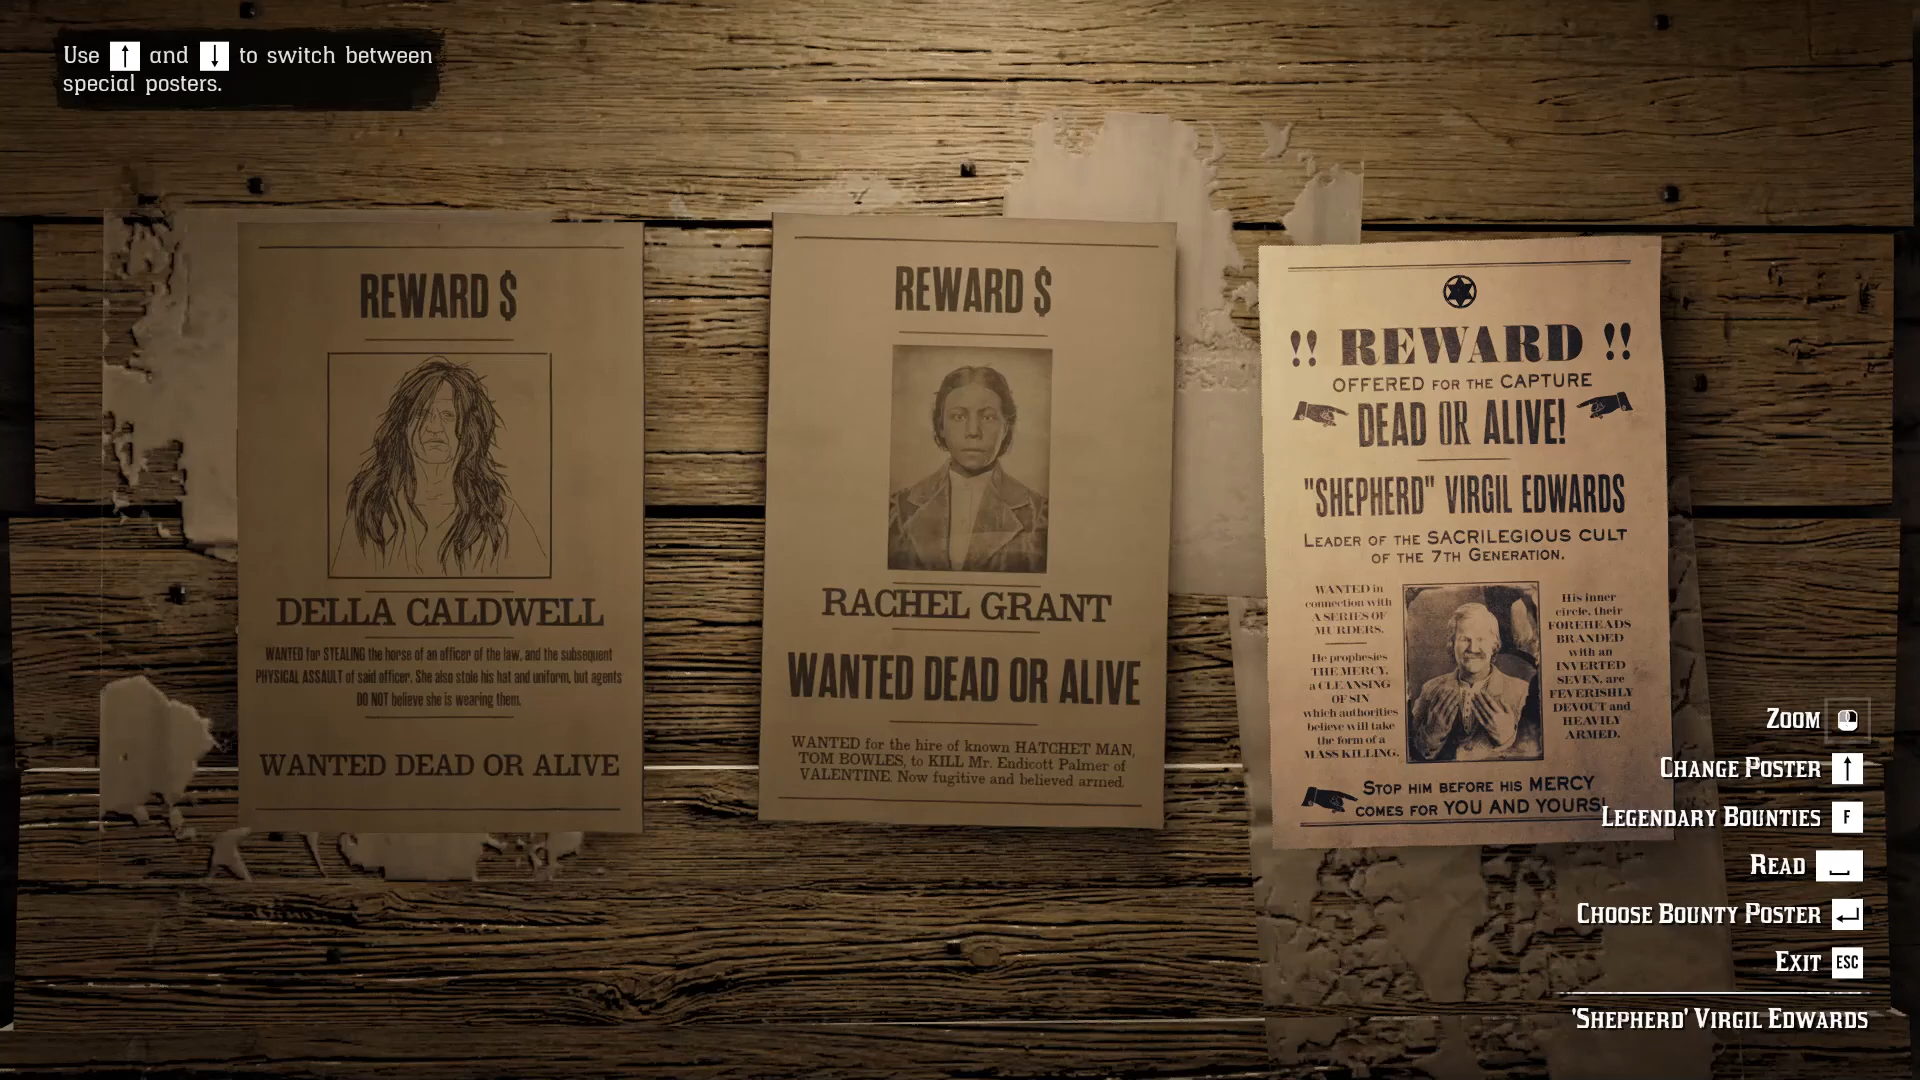 Use ↑ and ↓ to switch between
special posters.
REWARD $
DELLA CALDWELL
WANTED for STEALING the horse of an officer of the law, and the subsequent
PHYSICAL ASSAULT of said officer. She also stole his hat and uniform, but agents
DO NOT believe she is wearing them.
WANTED DEAD OR ALIVE
REWARD $
RACHEL GRANT
WANTED DEAD OR ALIVE
WANTED for the hire of known HATCHET MAN,
TOM BOWLES, to KILL Mr. Endicott Palmer of
VALENTINE. Now fugitive and believed armed.
!! REWARD !!
OFFERED FOR THE CAPTURE
DEAD OR ALIVE!
"SHEPHERD" VIRGIL EDWARDS
LEADER OF THE SACRILEGIOUS CULT
OF THE 7TH GENERATION.
WANTED in
connection with
A SERIES OF
MURDERS.
He prophesies
THE MERCY,
a CLEANSING
OF SIN
which authorities
believe will take
the form of a
MASS KILLING.
His inner
circle, their
FOREHEADS
BRANDED
with an
INVERTED
SEVEN, are
FEVERISHLY
DEVOUT and
HEAVILY
ARMED.
STOP HIM BEFORE HIS MERCY
COMES FOR YOU AND YOURS!
ZOOM
CHANGE POSTER ↑
LEGENDARY BOUNTIES F
READ
CHOOSE BOUNTY POSTER
EXIT ESC
'SHEPHERD' VIRGIL EDWARDS